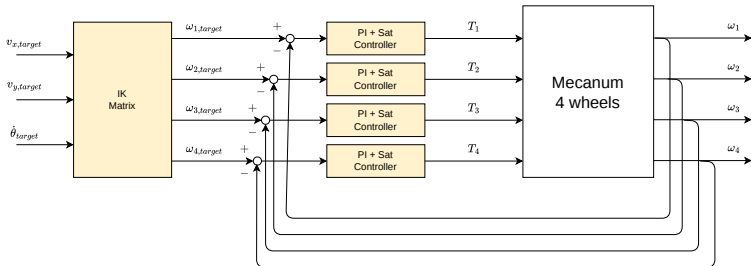 v_{x,target}
v_{y,target}
\dot{θ}_{target}
IK
Matrix
ω_{1,target}
ω_{2,target}
ω_{3,target}
ω_{4,target}
+
−
+
−
+
−
+
−
PI + Sat
Controller
PI + Sat
Controller
PI + Sat
Controller
PI + Sat
Controller
T_1
T_2
T_3
T_4
Mecanum
4 wheels
ω_1
ω_2
ω_3
ω_4